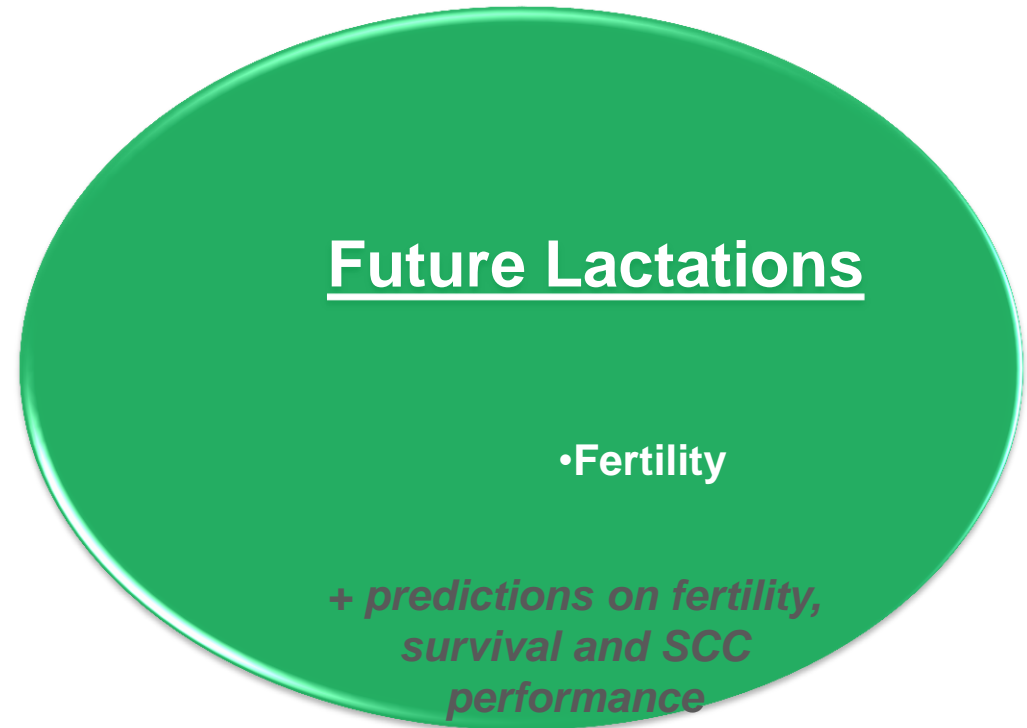 Future Lactations
•Fertility
+ predictions on fertility,
survival and SCC
performance